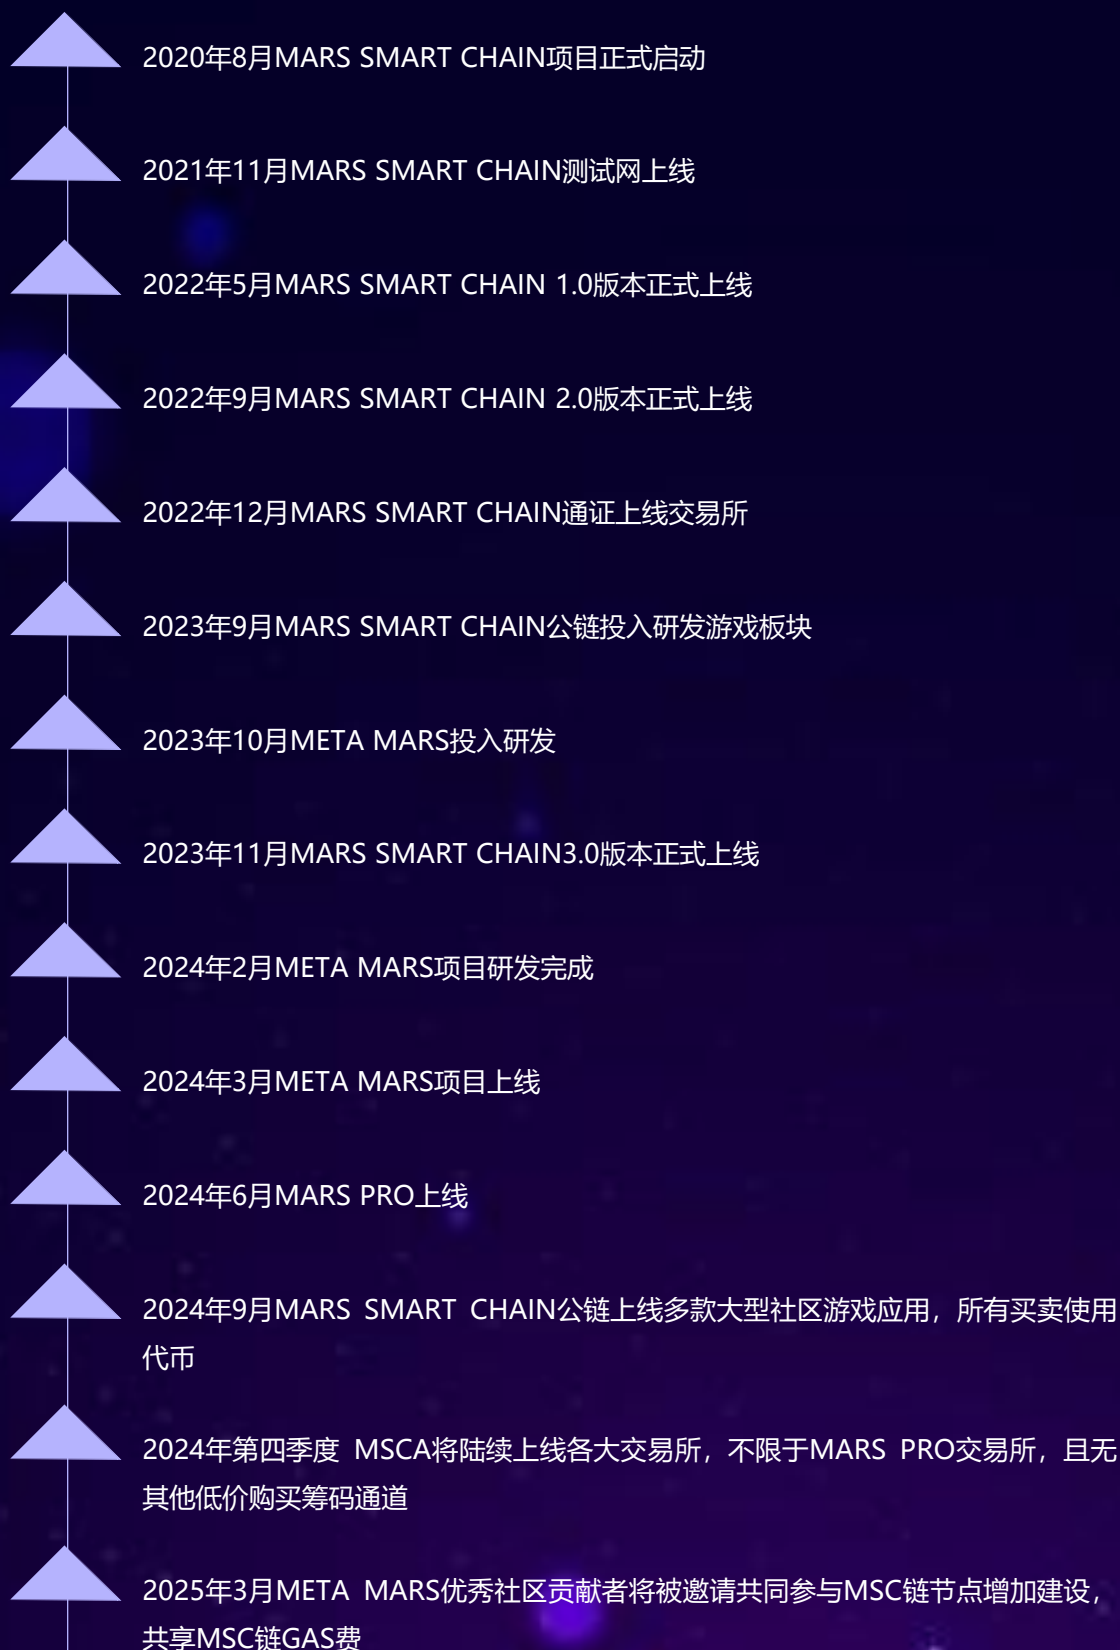 2020年8月MARS SMART CHAIN项目正式启动
2021年11月MARS SMART CHAIN测试网上线
2022年5月MARS SMART CHAIN 1.0版本正式上线
2022年9月MARS SMART CHAIN 2.0版本正式上线
2022年12月MARS SMART CHAIN通证上线交易所
2023年9月MARS SMART CHAIN公链投入研发游戏板块
2023年10月META MARS投入研发
2023年11月MARS SMART CHAIN3.0版本正式上线
2024年2月META MARS项目研发完成
2024年3月META MARS项目上线
2024年6月MARS PRO上线
2024年9月MARS SMART CHAIN公链上线多款大型社区游戏应用，所有买卖使用
代币
2024年第四季度 MSCA将陆续上线各大交易所，不限于MARS PRO交易所，且无
其他低价购买筹码通道
2025年3月META MARS优秀社区贡献者将被邀请共同参与MSC链节点增加建设，
共享MSC链GAS费